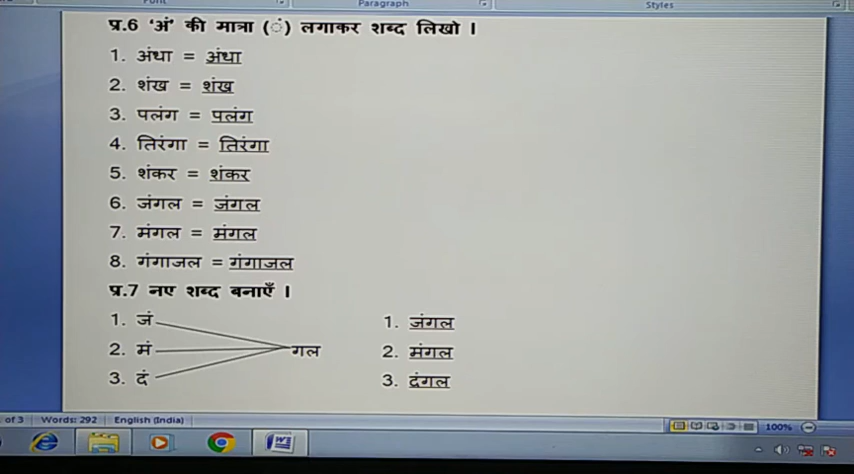 Paragraph
Styles
प्र.6 'अं' की मात्रा (ं) लगाकर शब्द लिखो ।
1. अंधा = अंधा
2. शंख = शंख
3. पलंग = पलंग
4. तिरंगा = तिरंगा
5. शंकर = शंकर
6. जंगल = जंगल
7. मंगल = मंगल
8. गंगाजल = गंगाजल
प्र.7 नए शब्द बनाएँ ।
1. जं 1. जंगल
2. मं गल 2. मंगल
3. दं 3. दंगल
of 3 Words: 292 English (India) 100%